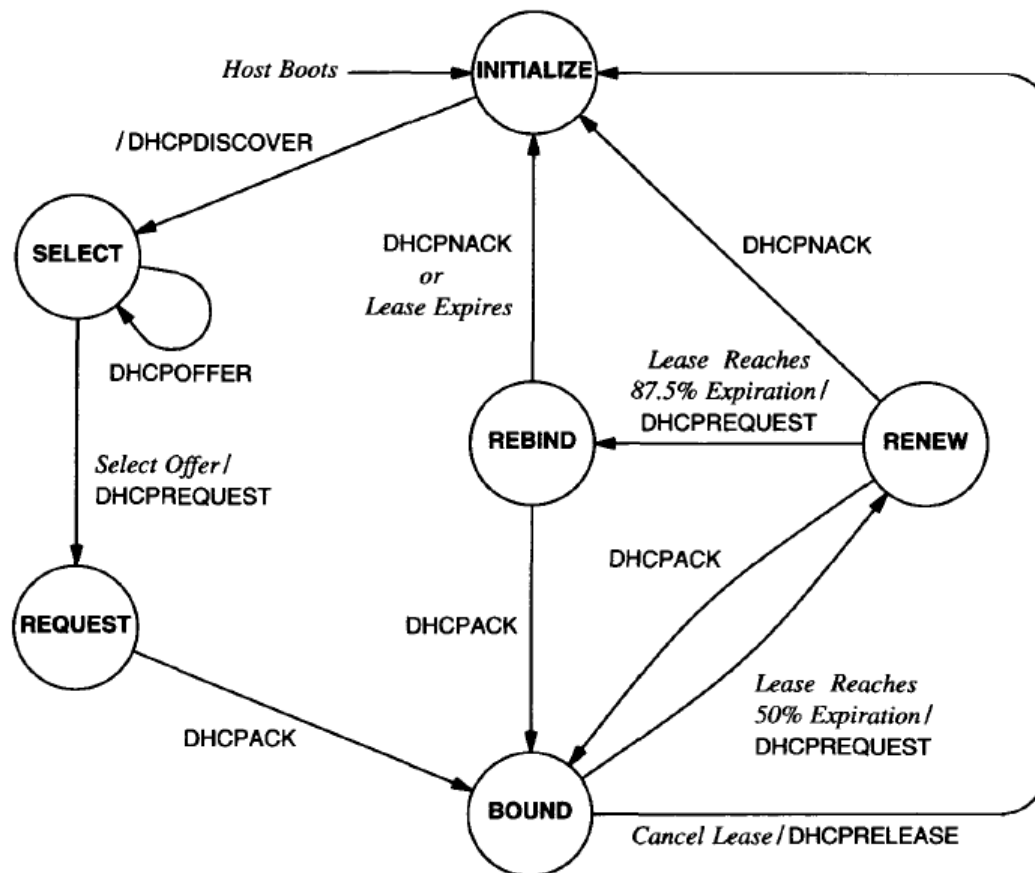 INITIALIZE
Host Boots
/DHCPDISCOVER
SELECT
DHCPOFFER
DHCPNACK
or
Lease Expires
DHCPNACK
Lease Reaches
87.5% Expiration/
DHCPREQUEST
REBIND
RENEW
Select Offer/
DHCPREQUEST
REQUEST
DHCPACK
DHCPACK
DHCPACK
Lease Reaches
50% Expiration/
DHCPREQUEST
BOUND
Cancel Lease/DHCPRELEASE